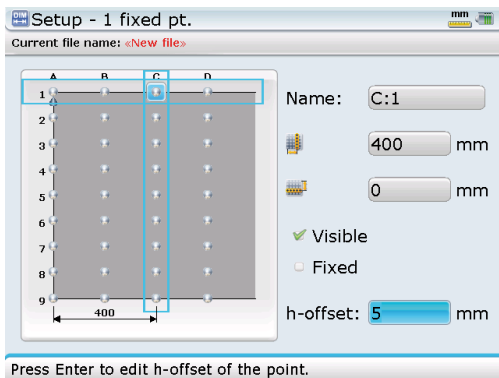 DIM
Setup - 1 fixed pt.
mm
Current file name: «New file»
A B C D
1
2
3
4
5
6
7
8
9
400
Name: C:1
400 mm
0 mm
Visible
Fixed
h-offset: 5 mm
Press Enter to edit h-offset of the point.